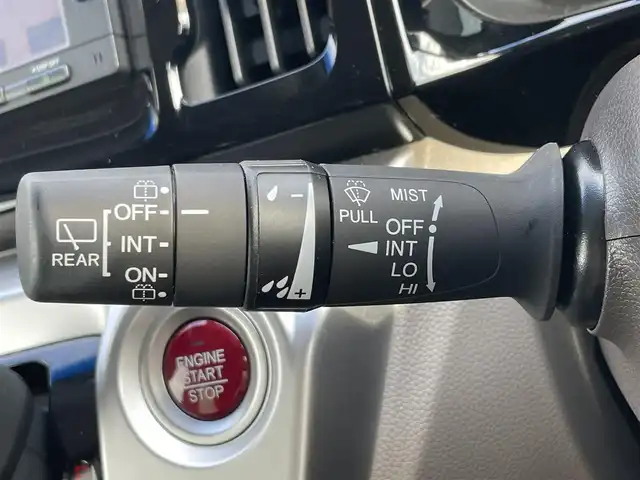 REAR
OFF
INT
ON
- 
+
PULL
MIST
OFF
INT
LO
HI
ENGINE
START
STOP